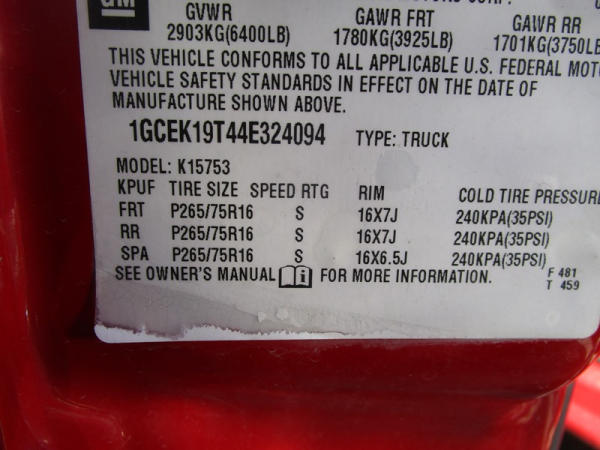 GM
GVWR GAWR FRT GAWR RR
2903KG(6400LB) 1780KG(3925LB) 1701KG(3750LB
THIS VEHICLE CONFORMS TO ALL APPLICABLE U.S. FEDERAL MOT
VEHICLE SAFETY STANDARDS IN EFFECT ON THE DATE OF
MANUFACTURE SHOWN ABOVE.
1GCEK19T44E324094 TYPE: TRUCK
MODEL: K15753
KPUF TIRE SIZE SPEED RTG RIM COLD TIRE PRESSURE
FRT P265/75R16 S 16X7J 240KPA(35PSI)
RR P265/75R16 S 16X7J 240KPA(35PSI)
SPA P265/75R16 S 16X6.5J 240KPA(35PSI)
SEE OWNER'S MANUAL FOR MORE INFORMATION. F 481
T 459